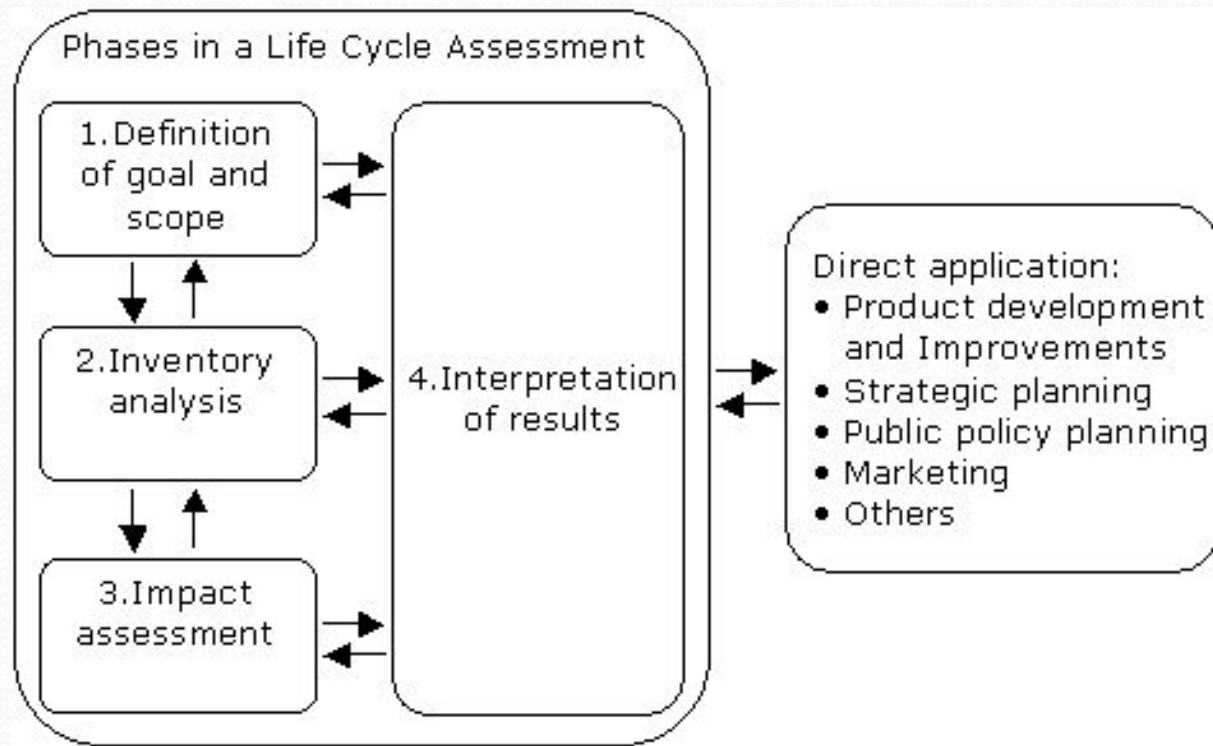 Phases in a Life Cycle Assessment
1.Definition
of goal and
scope
2.Inventory
analysis
3.Impact
assessment
4.Interpretation
of results
Direct application:
• Product development
and Improvements
• Strategic planning
• Public policy planning
• Marketing
• Others